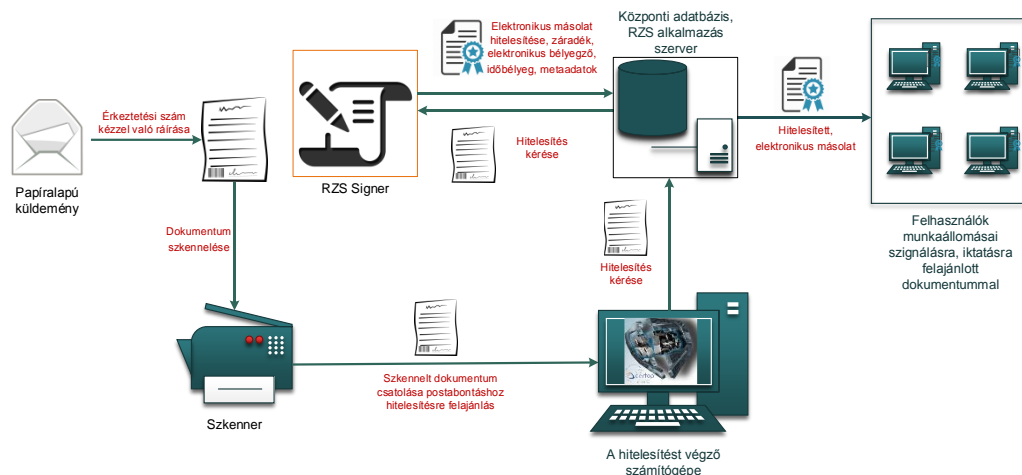 Elektronikus másolat
hitelesítése, záradék,
elektronikus bélyegző,
időbélyeg, metaadatok
Központi adatbázis,
RZS alkalmazás
szerver
Érkeztetési szám
kézzel való ráírása
Hitelesítés
kérése
Hitelesített,
elektronikus másolat
Papíralapú
küldemény
RZS Signer
Dokumentum
szkennelése
Hitelesítés
kérése
Felhasználók
munkaállomásai
szignálásra, iktatásra
felajánlott
dokumentummal
Szkennelt dokumentum
csatolása postabontáshoz
hitelesítésre felajánlás
Szkenner
A hitelesítést végző
számítógépe